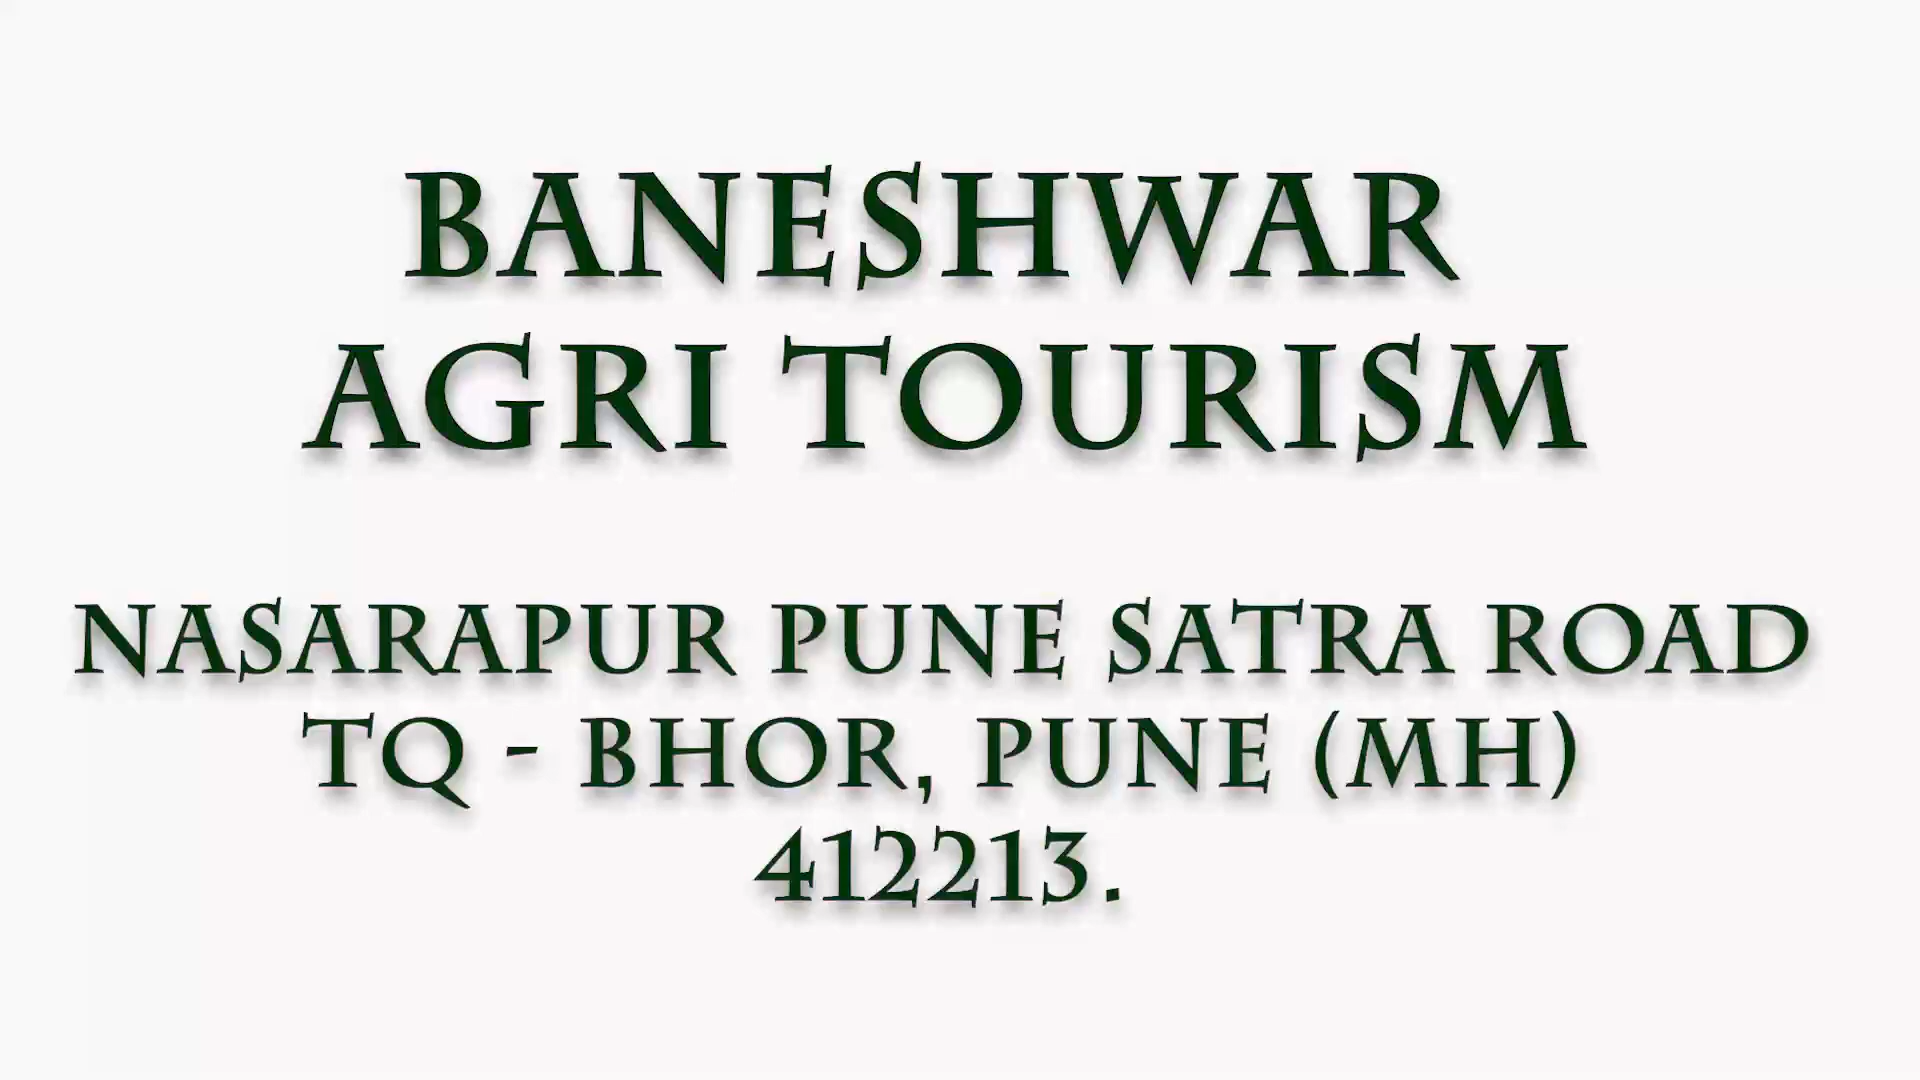 BANESHWAR
AGRI TOURISM
NASARAPUR PUNE SATRA ROAD
TQ - BHOR, PUNE (MH)
412213.